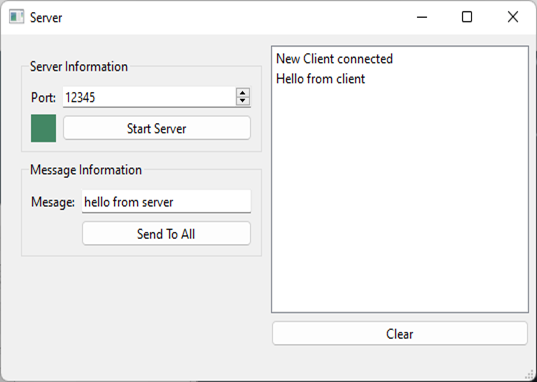 Server
Server Information
Port: 12345
Start Server
Message Information
Mesage: hello from server
Send To All
New Client connected
Hello from client
Clear